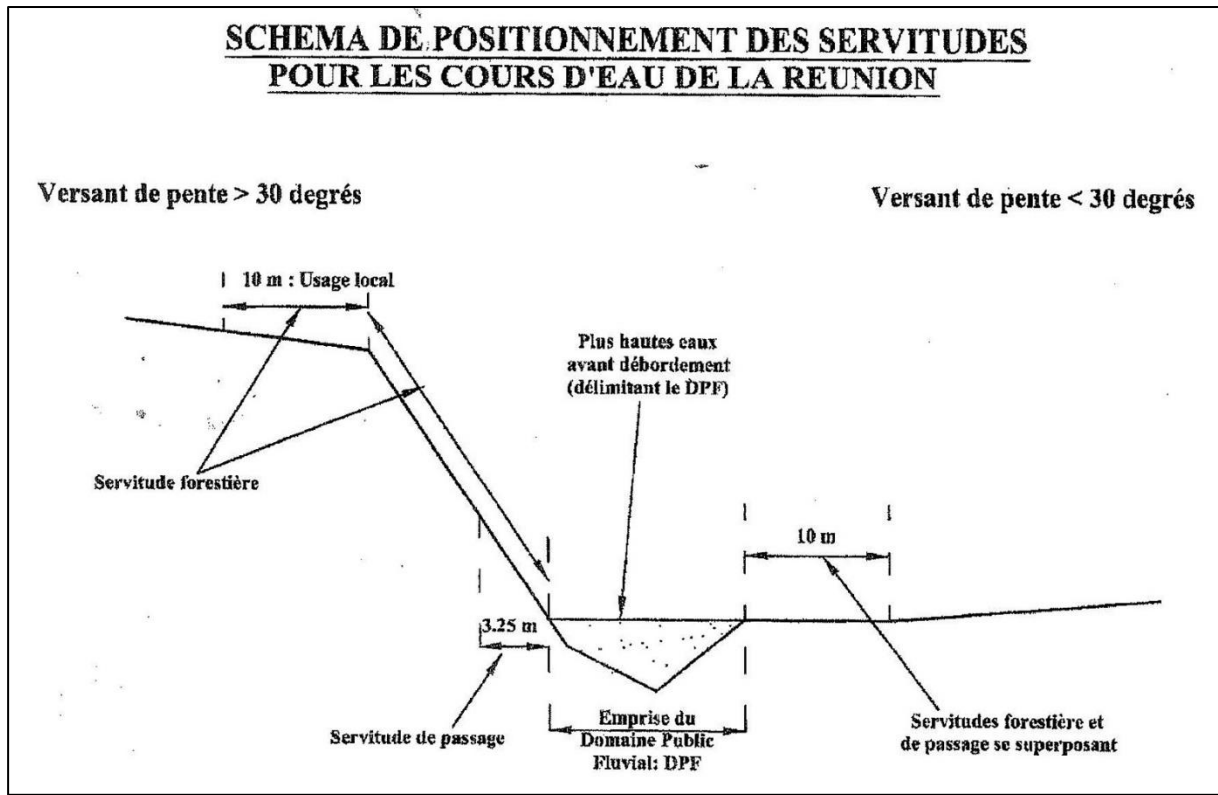 SCHEMA DE POSITIONNEMENT DES SERVITUDES
POUR LES COURS D'EAU DE LA REUNION
Versant de pente > 30 degrés
Versant de pente < 30 degrés
10 m : Usage local
Plus hautes eaux
avant débordement
(délimitant le DPF)
Servitude forestière
10 m
3.25 m
Servitude de passage
Emprise du
Domaine Public
Fluvial: DPF
Servitudes forestière et
de passage se superposant